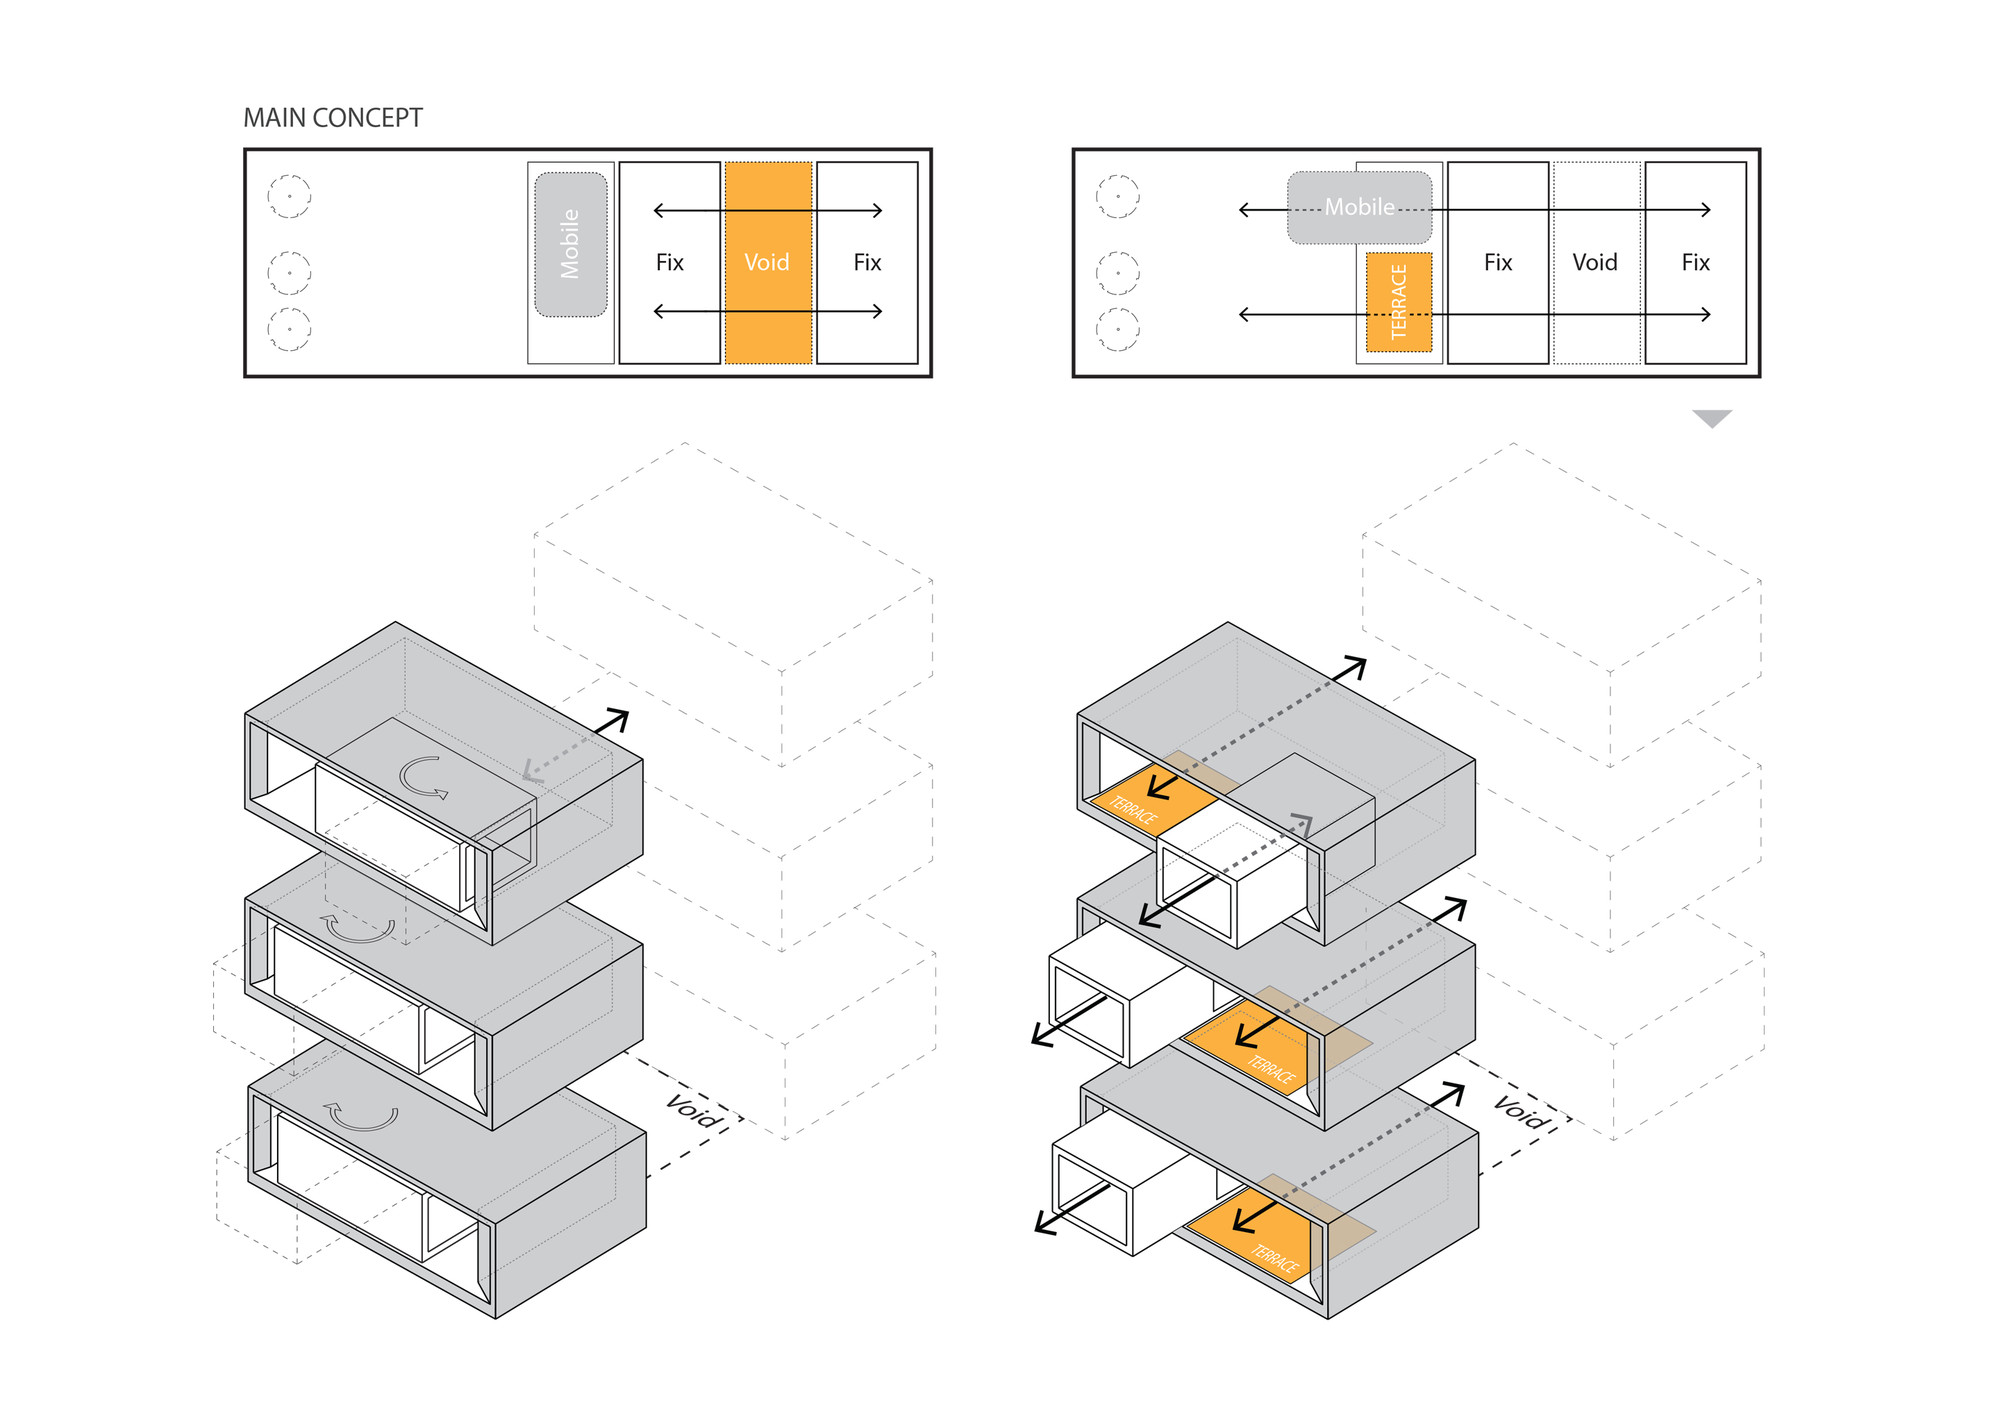 MAIN CONCEPT
Mobile
Fix
Void
Fix
Mobile
TERRACE
Fix
Void
Fix
Void
TERRACE
TERRACE
TERRACE
Void